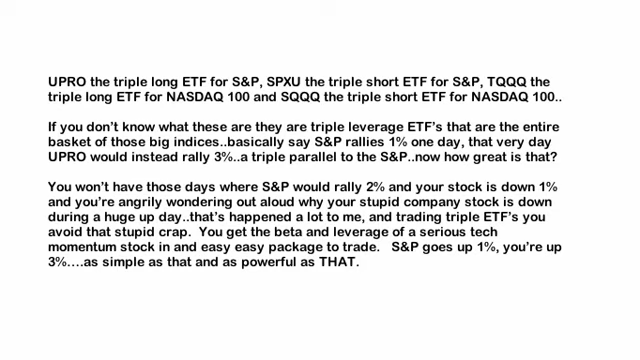 UPRO the triple long ETF for S&P, SPXU the triple short ETF for S&P, TQQQ the
triple long ETF for NASDAQ 100 and SQQQ the triple short ETF for NASDAQ 100..
If you don't know what these are they are triple leverage ETF's that are the entire
basket of those big indices..basically say S&P rallies 1% one day, that very day
UPRO would instead rally 3%..a triple parallel to the S&P..now how great is that?
You won't have those days where S&P would rally 2% and your stock is down 1%
and you're angrily wondering out aloud why your stupid company stock is down
during a huge up day..that's happened a lot to me, and trading triple ETF's you
avoid that stupid crap.  You get the beta and leverage of a serious tech
momentum stock in and easy easy package to trade.   S&P goes up 1%, you're up
3%....as simple as that and as powerful as THAT.